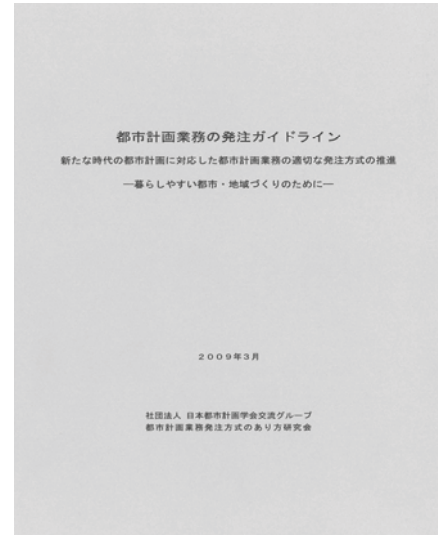 都市計画業務の発注ガイドライン
新たな時代の都市計画に対応した都市計画業務の適切な発注方式の推進
―暮らしやすい都市・地域づくりのために―
2009年3月
社団法人 日本都市計画学会交流グループ
都市計画業務発注方式のあり方研究会